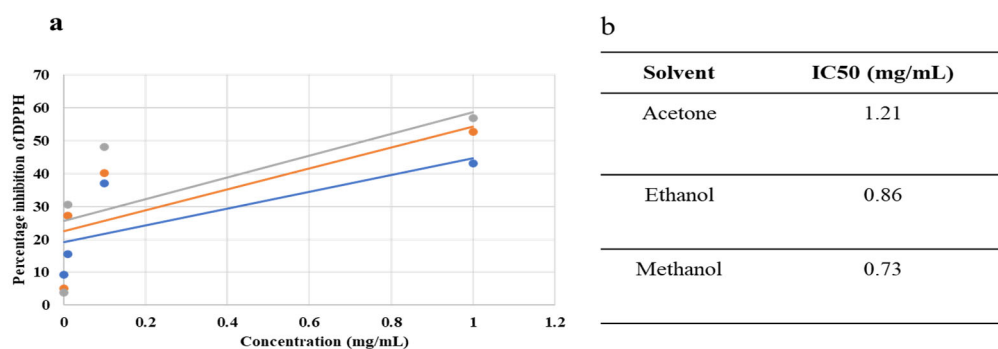 a
Percentage inhibition of DPPH
70
60
50
40
30
20
10
0
0 0.2 0.4 0.6 0.8 1 1.2
Concentration (mg/mL)
b
Solvent IC50 (mg/mL)
Acetone 1.21
Ethanol 0.86
Methanol 0.73